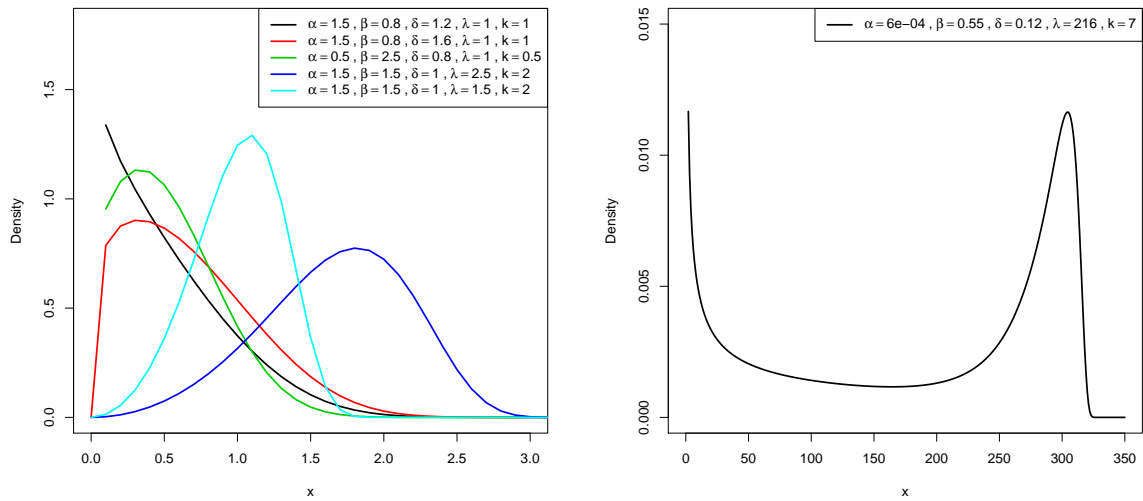 α = 1.5 , β = 0.8 , δ = 1.2 , λ = 1 , k = 1
α = 1.5 , β = 0.8 , δ = 1.6 , λ = 1 , k = 1
α = 0.5 , β = 2.5 , δ = 0.8 , λ = 1 , k = 0.5
α = 1.5 , β = 1.5 , δ = 1 , λ = 2.5 , k = 2
α = 1.5 , β = 1.5 , δ = 1 , λ = 1.5 , k = 2
1.5
1.0
0.5
0.0
Density
0.0 0.5 1.0 1.5 2.0 2.5 3.0
x
α = 6e−04 , β = 0.55 , δ = 0.12 , λ = 216 , k = 7
0.015
0.010
0.005
0.000
Density
0 50 100 150 200 250 300 350
x